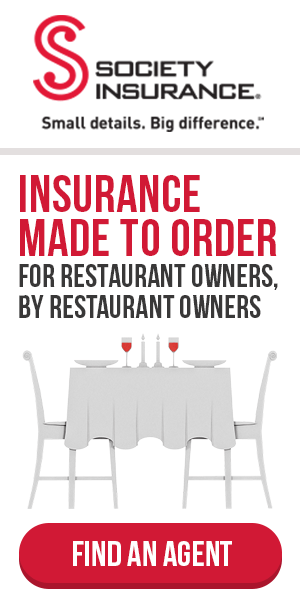 SOCIETY
INSURANCE®
Small details. Big difference.℠
INSURANCE
MADE TO ORDER
FOR RESTAURANT OWNERS,
BY RESTAURANT OWNERS
FIND AN AGENT